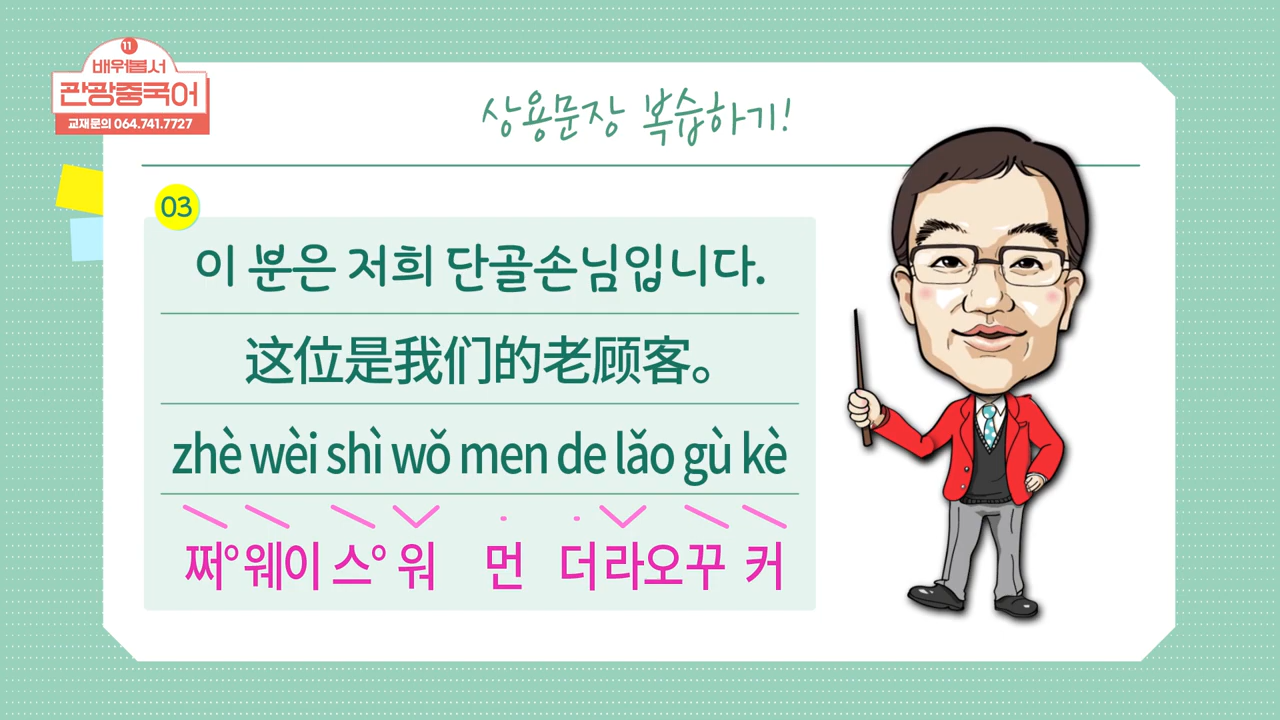 11
배워봅서
관광중국어
교재문의 064.741.7727
상용문장 복습하기!
03
이 분은 저희 단골손님입니다.
这位是我们的老顾客。
zhè wèi shì wǒ men de lǎo gù kè
쩌° 웨이 스° 워 먼 더 라오 꾸 커